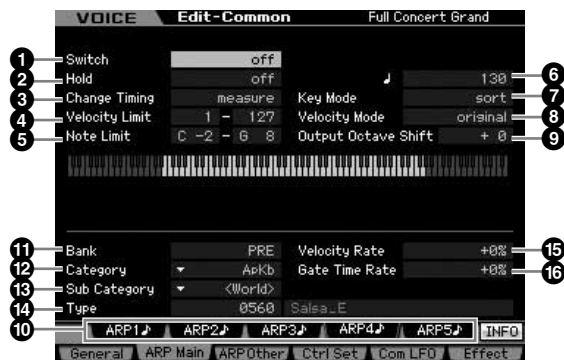 VOICE Edit-Common Full Concert Grand
1 Switch off
2 Hold off ♩ 130 6
3 Change Timing measure Key Mode sort 7
4 Velocity Limit 1 - 127 Velocity Mode original 8
5 Note Limit C -2 - G 8 Output Octave Shift + 0 9
11 Bank PRE Velocity Rate +0% 15
12 Category ApKb Gate Time Rate +0% 16
13 Sub Category <World>
14 Type 0560 Salsa_E
10 ARP1♪ ARP2♪ ARP3♪ ARP4♪ ARP5♪ INFO
General ARP Main ARP Other Ctrl Set Com LFO Effect